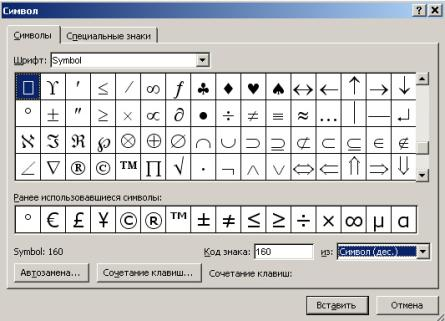 Символ
Символы Специальные знаки
Шрифт: Symbol
ϒ ′ ≤ ⁄ ∞ ƒ ♣ ♦ ♥ ♠ ↔ ← ↑ → ↓
° ± ″ ≥ × ∝ ∂ • ÷ ≠ ≡ ≈ … | — ↵
ℵ ℑ ℜ ℘ ⊗ ⊕ ∅ ∩ ∪ ⊃ ⊇ ⊄ ⊂ ⊆ ∈ ∉
∠ ∇ ® © ™ ∏ √ · ¬ ∧ ∨ ⇔ ⇐ ⇑ ⇒ ⇓
Ранее использовавшиеся символы:
° € £ ¥ © ® ™ ± ≠ ≤ ≥ ÷ × ∞ µ α
Symbol: 160 Код знака: 160 из: Символ (дес.)
Автозамена... Сочетание клавиш... Сочетание клавиш:
Вставить Отмена